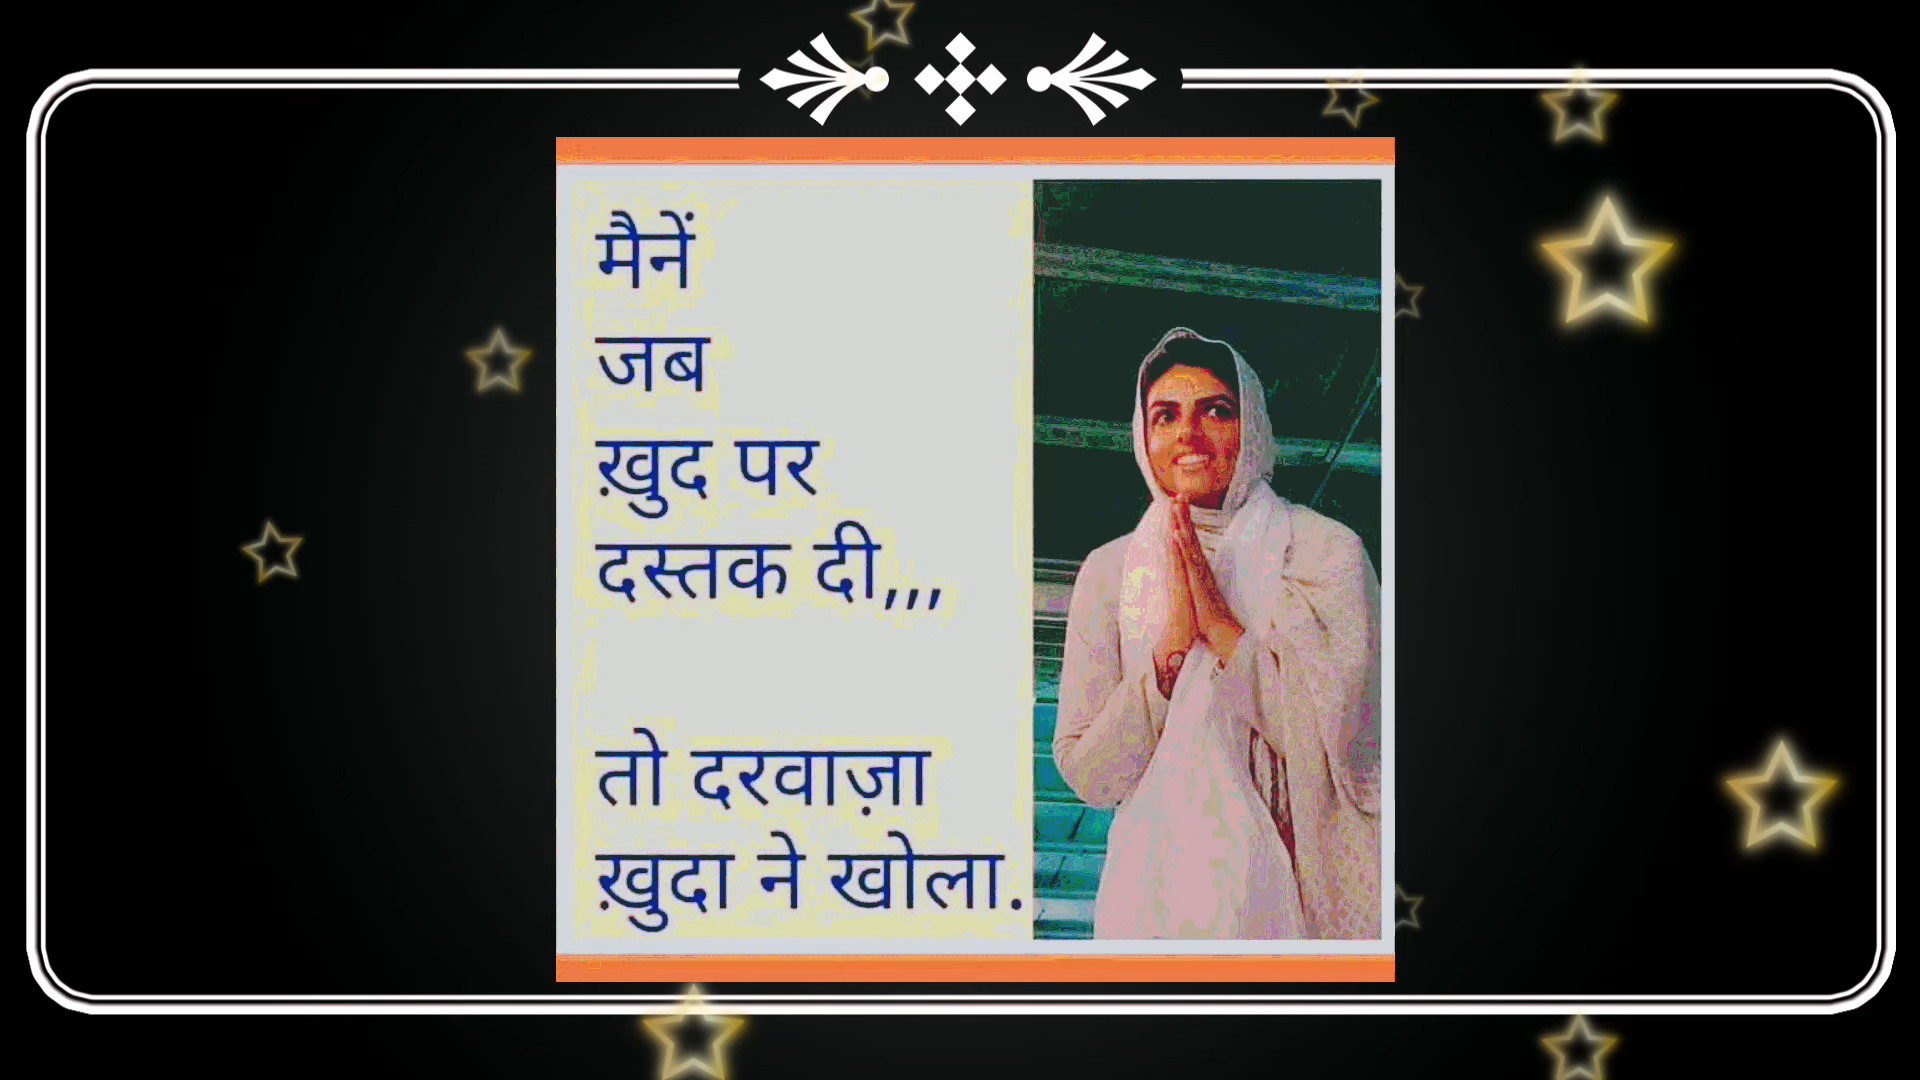 मैनें
जब
ख़ुद पर
दस्तक दी,,,
तो दरवाज़ा
ख़ुदा ने खोला.